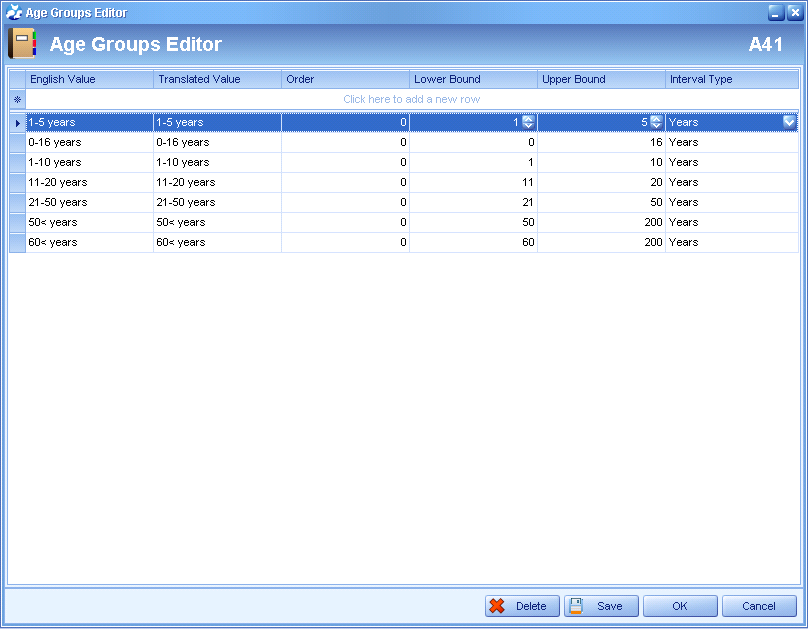 Age Groups Editor
Age Groups Editor A41
English Value Translated Value Order Lower Bound Upper Bound Interval Type
Click here to add a new row
1-5 years 1-5 years 0 1 5 Years
0-16 years 0-16 years 0 0 16 Years
1-10 years 1-10 years 0 1 10 Years
11-20 years 11-20 years 0 11 20 Years
21-50 years 21-50 years 0 21 50 Years
50< years 50< years 0 50 200 Years
60< years 60< years 0 60 200 Years
Delete Save OK Cancel